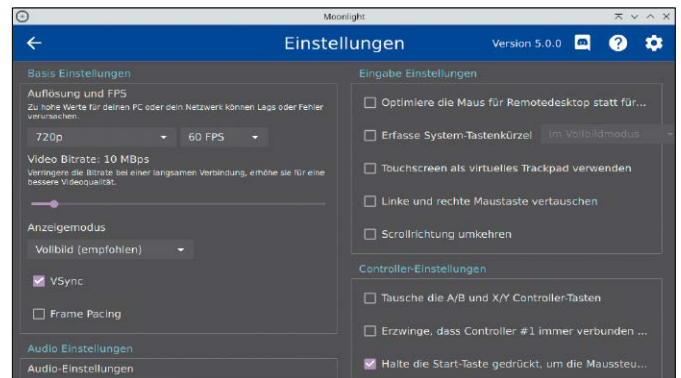 Moonlight
Einstellungen
Version 5.0.0
Basis Einstellungen
Auflösung und FPS
Zu hohe Werte für deinen PC oder dein Netzwerk können Lags oder Fehler
verursachen.
720p
60 FPS
Video Bitrate: 10 MBps
Verringere die Bitrate bei einer langsamen Verbindung, erhöhe sie für eine
bessere Videoqualität.
Anzeigemodus
Vollbild (empfohlen)
VSync
Frame Pacing
Audio Einstellungen
Audio-Einstellungen
Eingabe Einstellungen
Optimiere die Maus für Remotedesktop statt für...
Erfasse System-Tastenkürzel
Im Vollbildmodus
Touchscreen als virtuelles Trackpad verwenden
Linke und rechte Maustaste vertauschen
Scrollrichtung umkehren
Controller-Einstellungen
Tausche die A/B und X/Y Controller-Tasten
Erzwinge, dass Controller #1 immer verbunden ...
Halte die Start-Taste gedrückt, um die Maussteu...